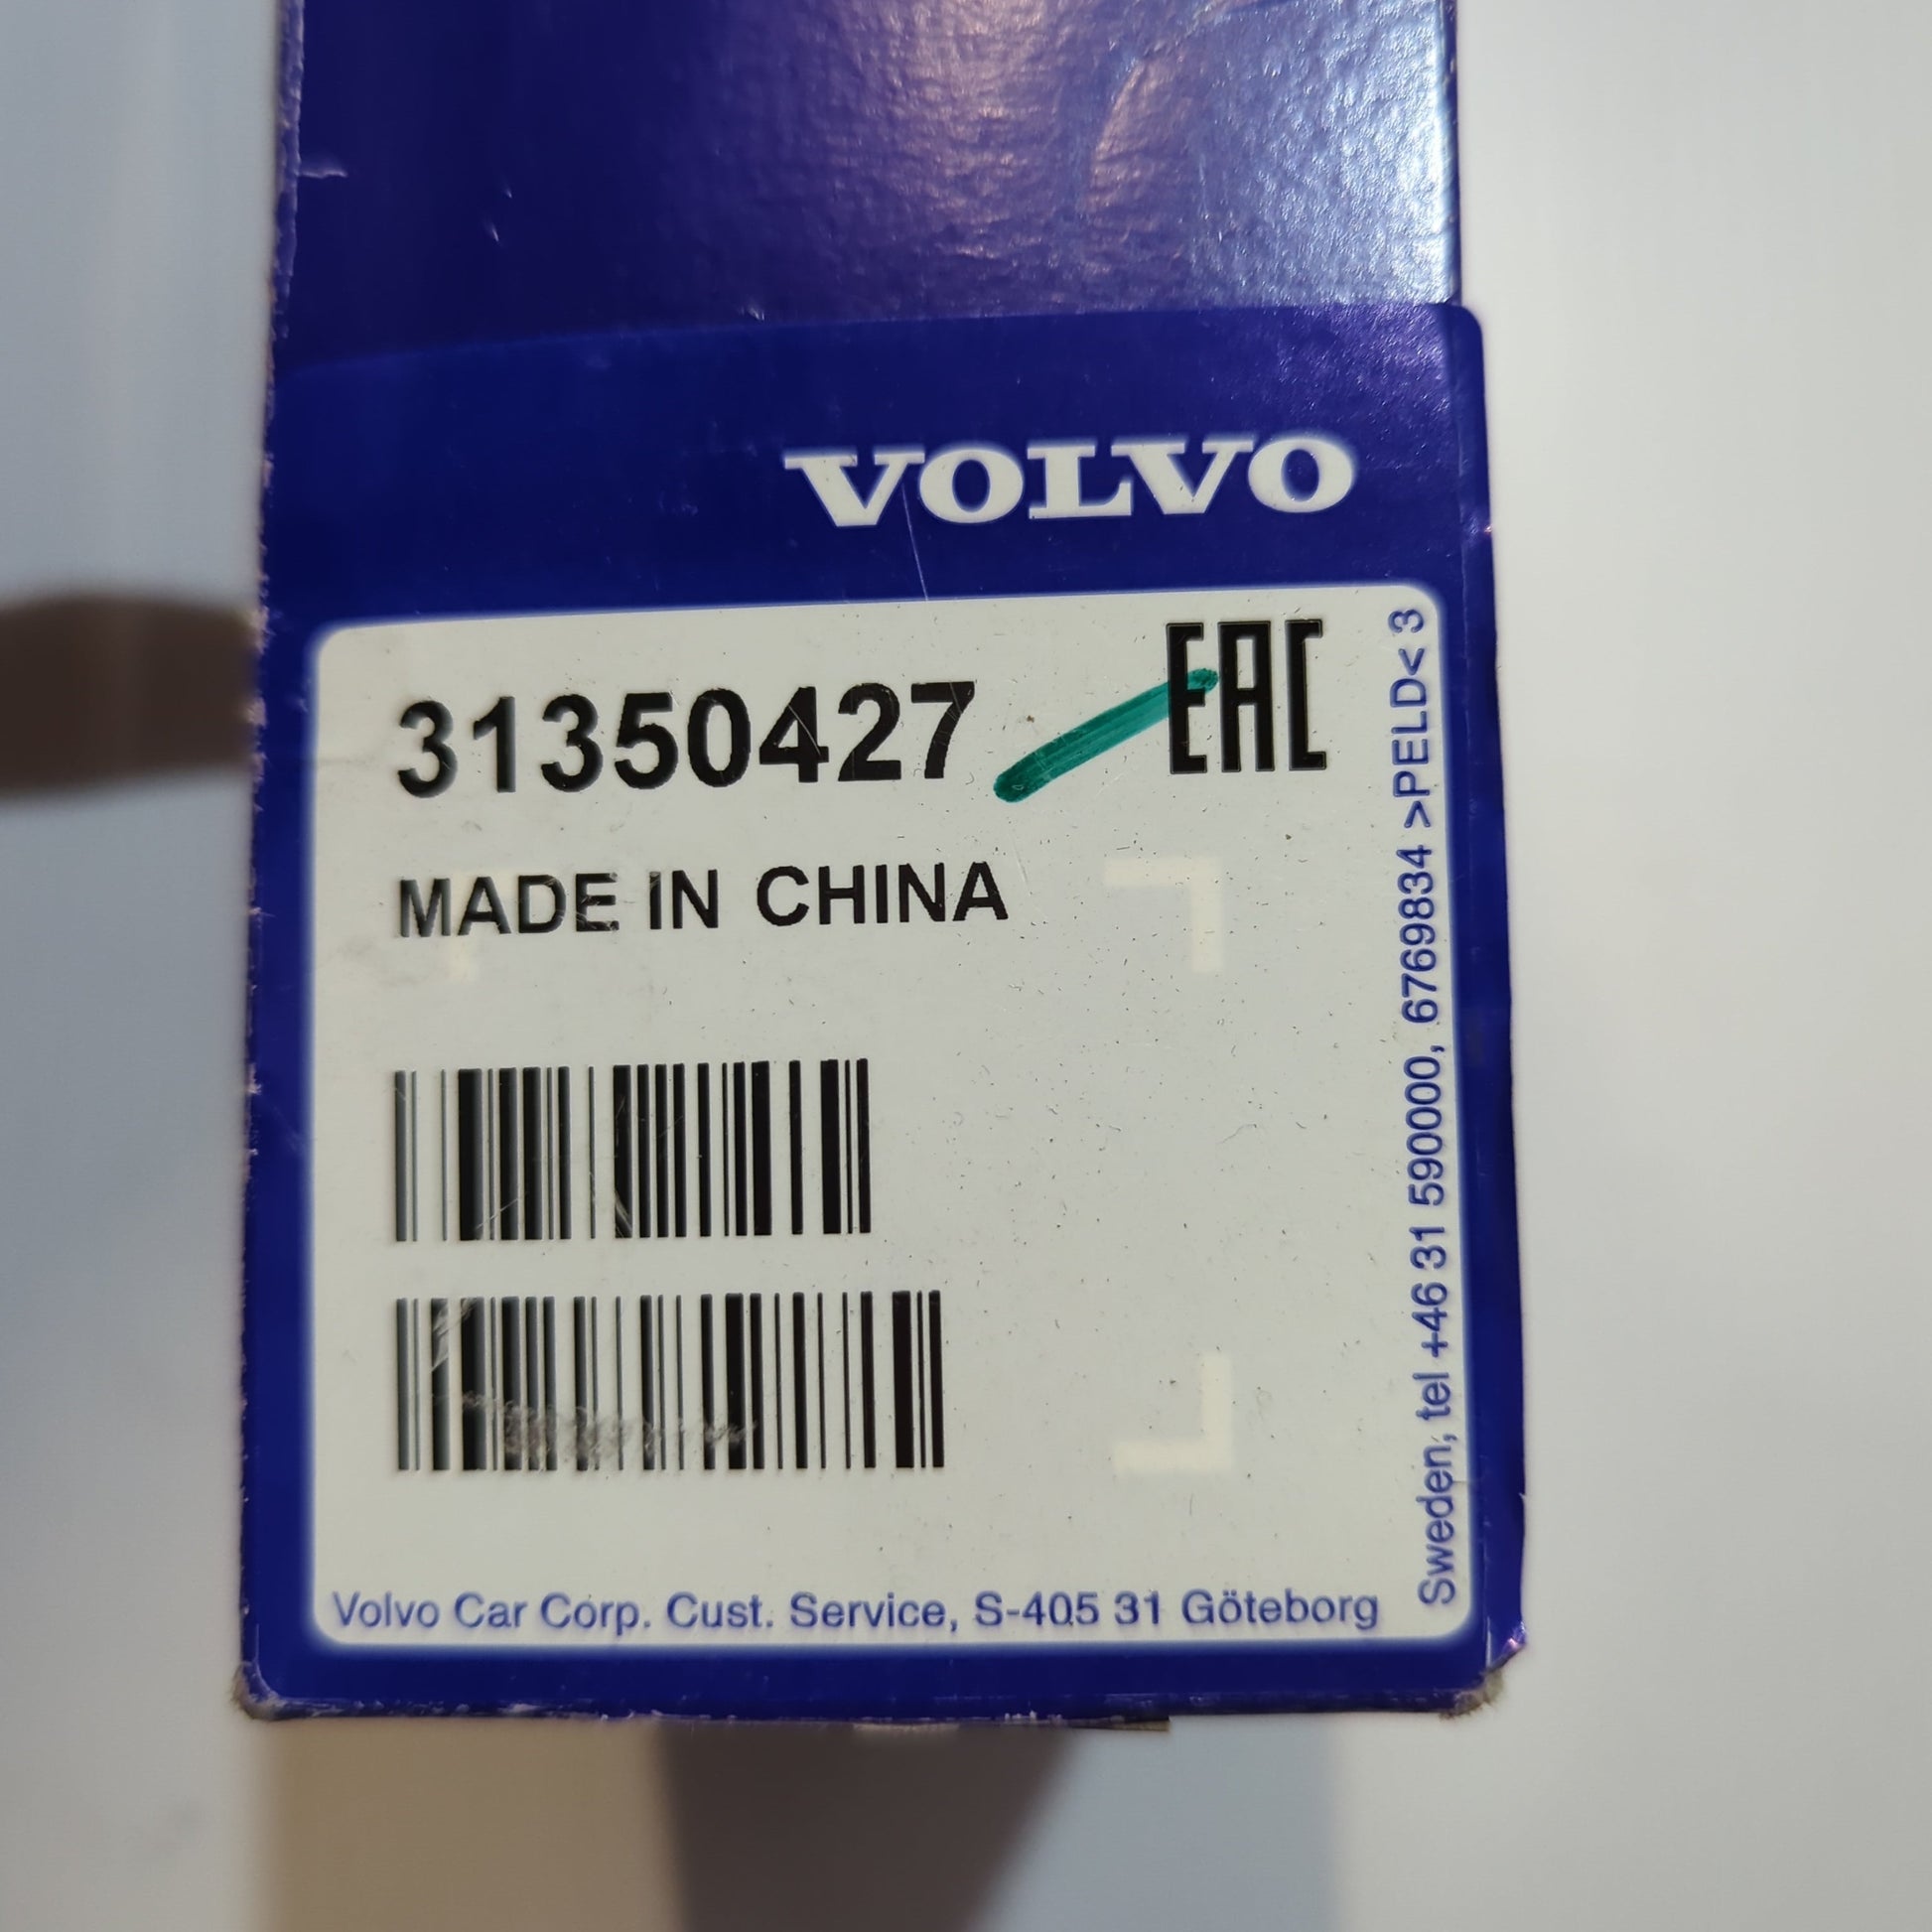 VOLVO
31350427
EAC
MADE IN CHINA
Volvo Car Corp. Cust. Service, S-405 31 Göteborg
Sweden, tel +46 31 590000, 6769834 >PELD< 3